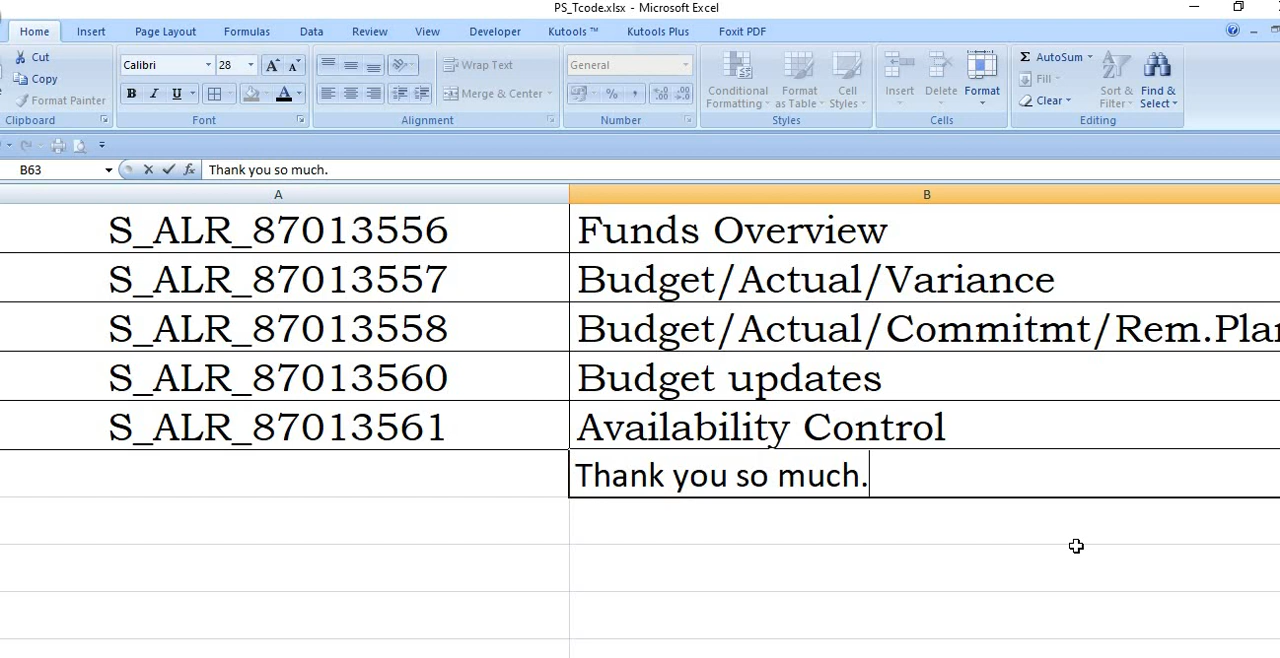 PS_Tcode.xlsx - Microsoft Excel
Home Insert Page Layout Formulas Data Review View Developer Kutools ™ Kutools Plus Foxit PDF
Cut Calibri 28 A A Wrap Text General Conditional Formatting Format as Table Cell Styles Insert Delete Format Σ AutoSum Sort & Filter Find & Select
Copy Fill
Format Painter B I U A Merge & Center % , Clear
Clipboard Font Alignment Number Styles Cells Editing
B63 fx Thank you so much.
A B
S_ALR_87013556 Funds Overview
S_ALR_87013557 Budget/Actual/Variance
S_ALR_87013558 Budget/Actual/Commitmt/Rem.Plan
S_ALR_87013560 Budget updates
S_ALR_87013561 Availability Control
Thank you so much.